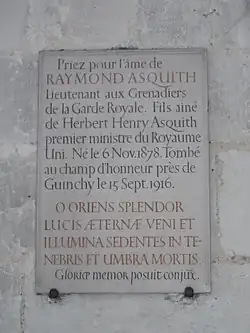 Priez pour l'âme de
RAYMOND ASQUITH
Lieutenant aux Grenadiers
de la Garde Royale. Fils aîné
de Herbert Henry Asquith
premier ministre du Royaume
Uni. Né le 6 Nov. 1878. Tombé
au champ d'honneur près de
Guinchy le 15 Sept. 1916.
O ORIENS SPLENDOR
LUCIS ÆTERNÆ VENI ET
ILLUMINA SEDENTES IN TE-
NEBRIS ET UMBRA MORTIS.
Gloriæ memor posuit conjux.